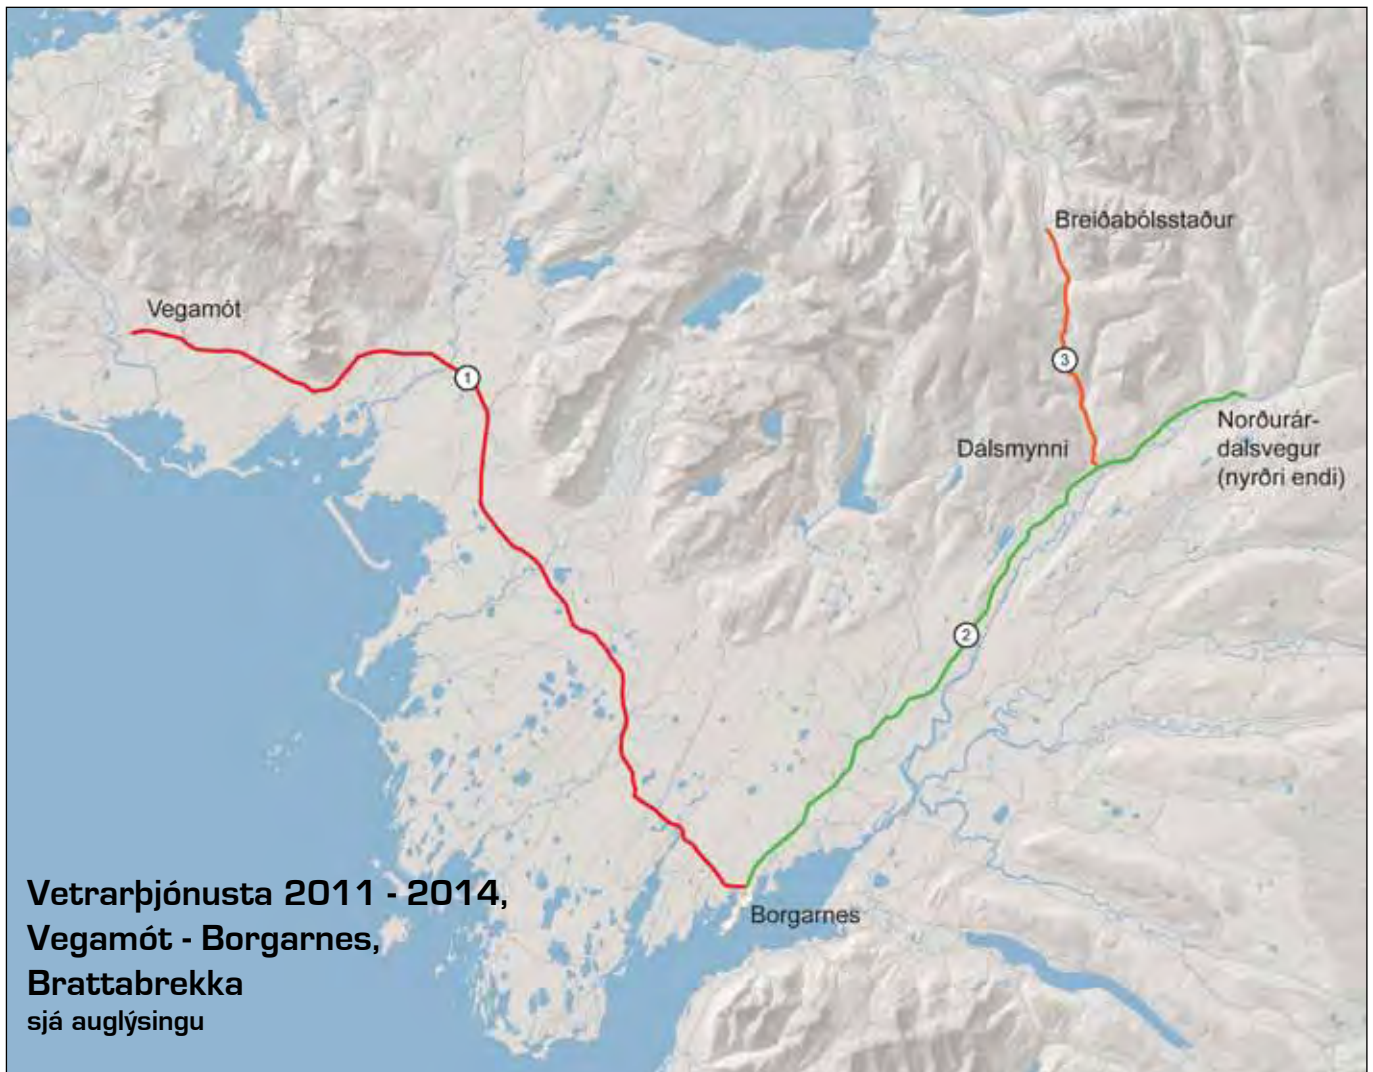 Breiðabólsstaður
Vegamót
1
3
Norðurár-
dalsvegur
(nyrðri endi)
Dalsmynni
2
Borgarnes
Vetrarþjónusta 2011 - 2014,
Vegamót - Borgarnes,
Brattabrekka
sjá auglýsingu